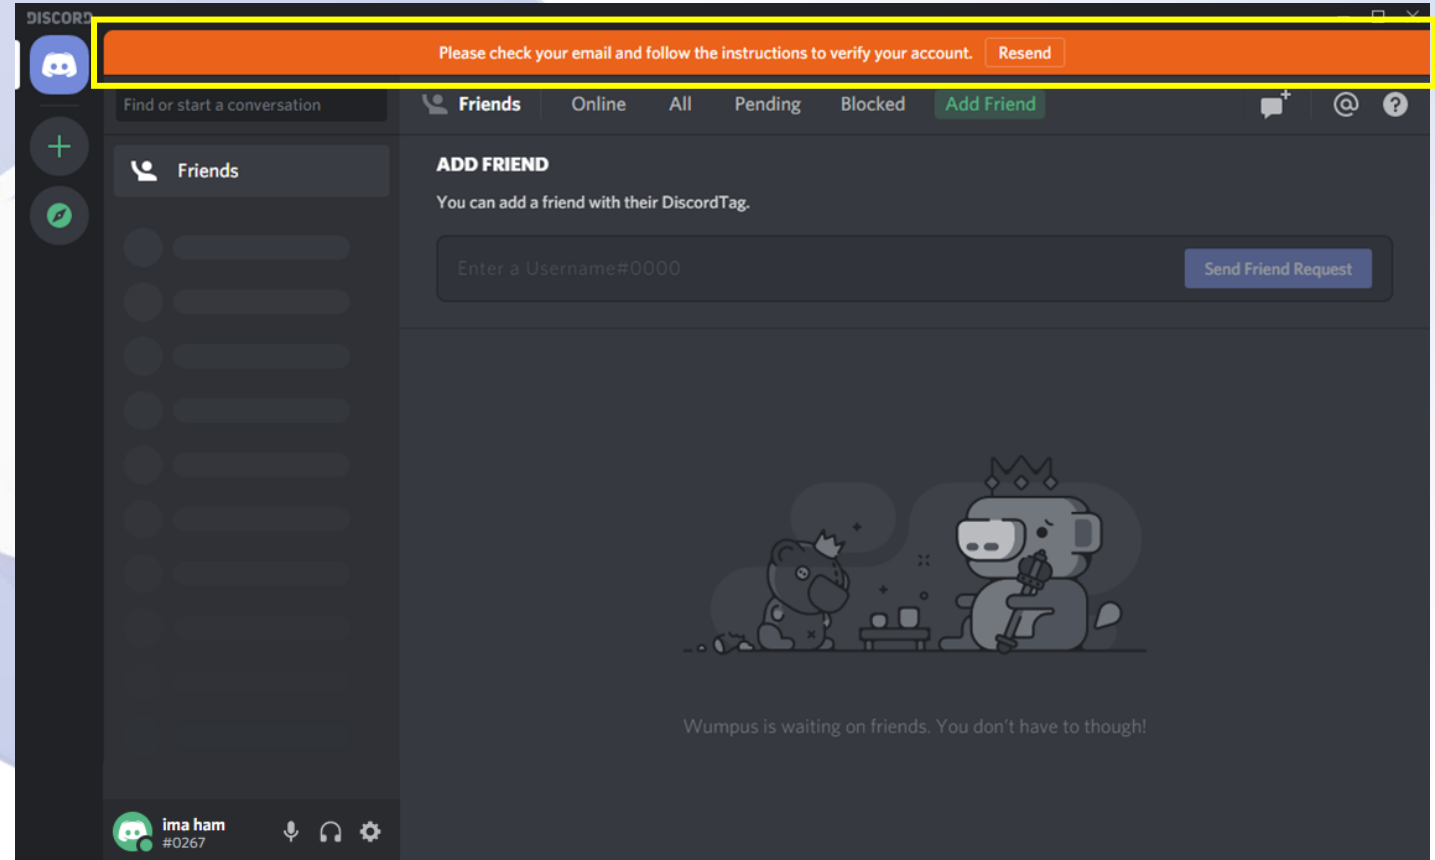 DISCORD
Please check your email and follow the instructions to verify your account. Resend
Find or start a conversation
Friends Online All Pending Blocked Add Friend
Friends
ADD FRIEND
You can add a friend with their DiscordTag.
Enter a Username#0000
Send Friend Request
Wumpus is waiting on friends. You don't have to though!
ima ham
#0267